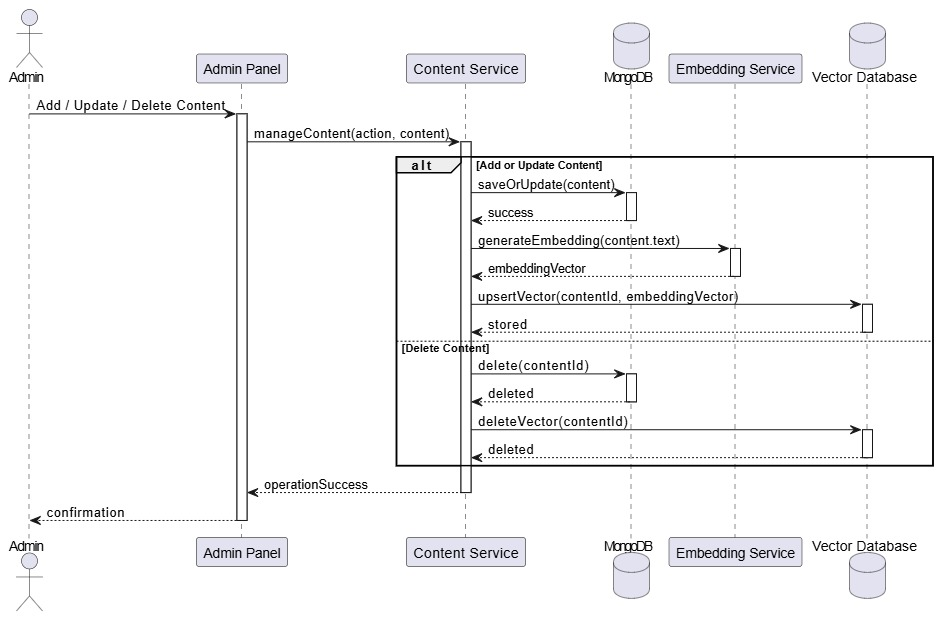 Admin
Admin Panel
Content Service
MongoDB
Embedding Service
Vector Database
Add / Update / Delete Content
manageContent(action, content)
alt
[Add or Update Content]
saveOrUpdate(content)
success
generateEmbedding(content.text)
embeddingVector
upsertVector(contentId, embeddingVector)
stored
[Delete Content]
delete(contentId)
deleted
deleteVector(contentId)
deleted
operationSuccess
confirmation
Admin
Admin Panel
Content Service
MongoDB
Embedding Service
Vector Database